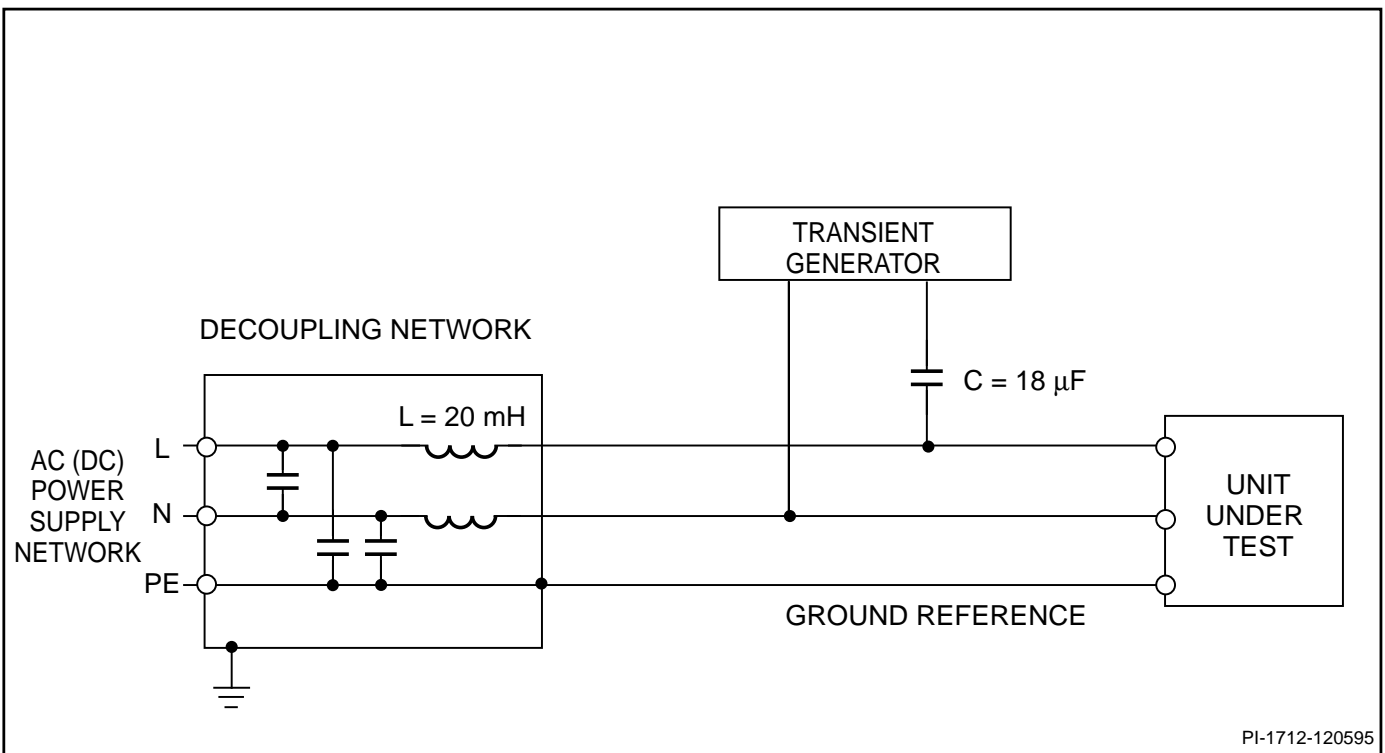 TRANSIENT
GENERATOR
DECOUPLING NETWORK
C = 18 μF
L = 20 mH
AC (DC)
POWER
SUPPLY
NETWORK
L
N
PE
UNIT
UNDER
TEST
GROUND REFERENCE
PI-1712-120595